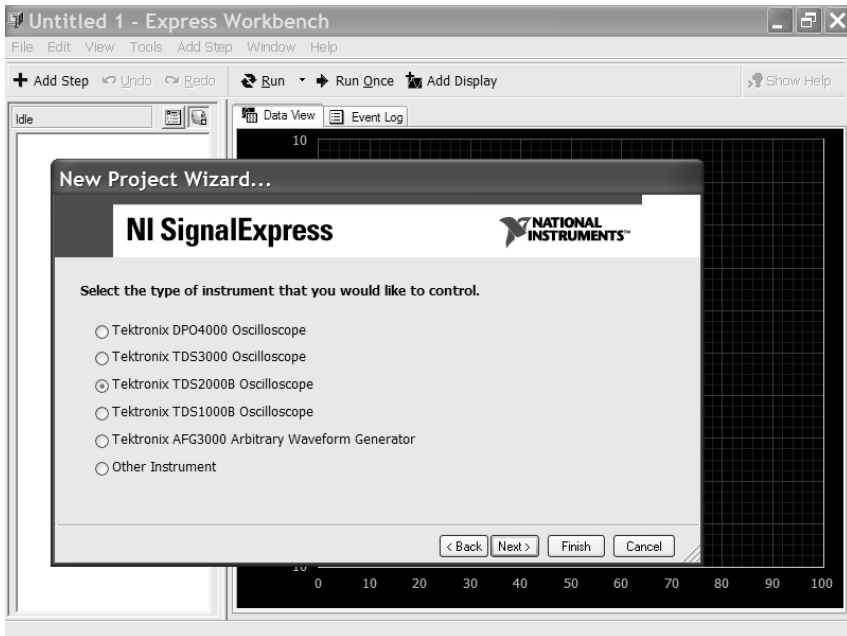 Untitled 1 - Express Workbench
File Edit View Tools Add Step Window Help
Add Step Undo Redo Run Run Once Add Display Show Help
Idle
Data View Event Log
10
New Project Wizard...
NI SignalExpress
NATIONAL INSTRUMENTS™
Select the type of instrument that you would like to control.
Tektronix DPO4000 Oscilloscope
Tektronix TDS3000 Oscilloscope
Tektronix TDS2000B Oscilloscope
Tektronix TDS1000B Oscilloscope
Tektronix AFG3000 Arbitrary Waveform Generator
Other Instrument
< Back Next > Finish Cancel
10
0 10 20 30 40 50 60 70 80 90 100